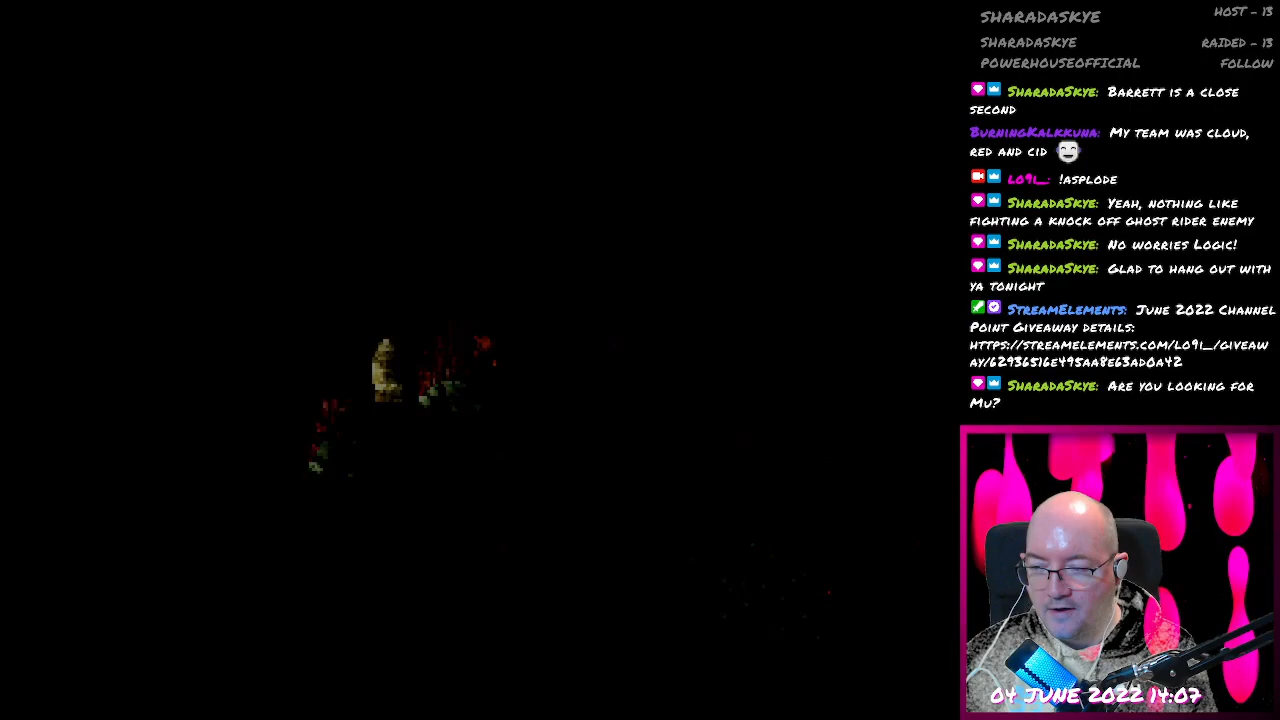 SHARADASKYE HOST - 13
SHARADASKYE RAIDED - 13
POWERHOUSEOFFICIAL FOLLOW
SHARADASKYE: BARRETT IS A CLOSE
SECOND
BURNINGKALKKUNA: MY TEAM WAS CLOUD,
RED AND CID
LO9I_: !ASPLODE
SHARADASKYE: YEAH, NOTHING LIKE
FIGHTING A KNOCK OFF GHOST RIDER ENEMY
SHARADASKYE: NO WORRIES LOGIC!
SHARADASKYE: GLAD TO HANG OUT WITH
YA TONIGHT
STREAMELEMENTS: JUNE 2022 CHANNEL
POINT GIVEAWAY DETAILS:
HTTPS://STREAMELEMENTS.COM/LO9I_/GIVEAW
AY/62936516E495AA8E63AD0A42
SHARADASKYE: ARE YOU LOOKING FOR
MU?
04 JUNE 2022 14:07